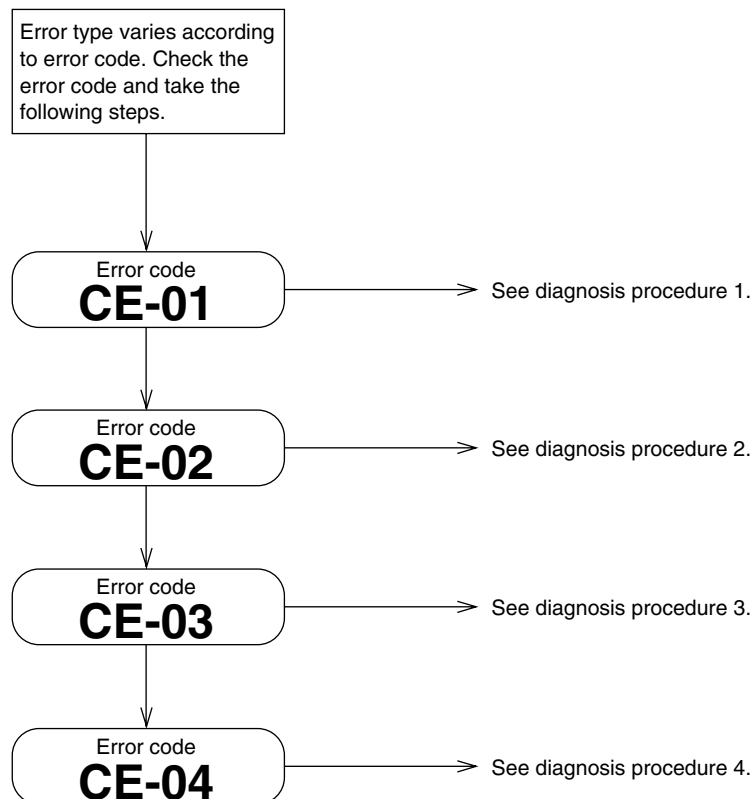 Error type varies according
to error code. Check the
error code and take the
following steps.
Error code
CE-01
See diagnosis procedure 1.
Error code
CE-02
See diagnosis procedure 2.
Error code
CE-03
See diagnosis procedure 3.
Error code
CE-04
See diagnosis procedure 4.